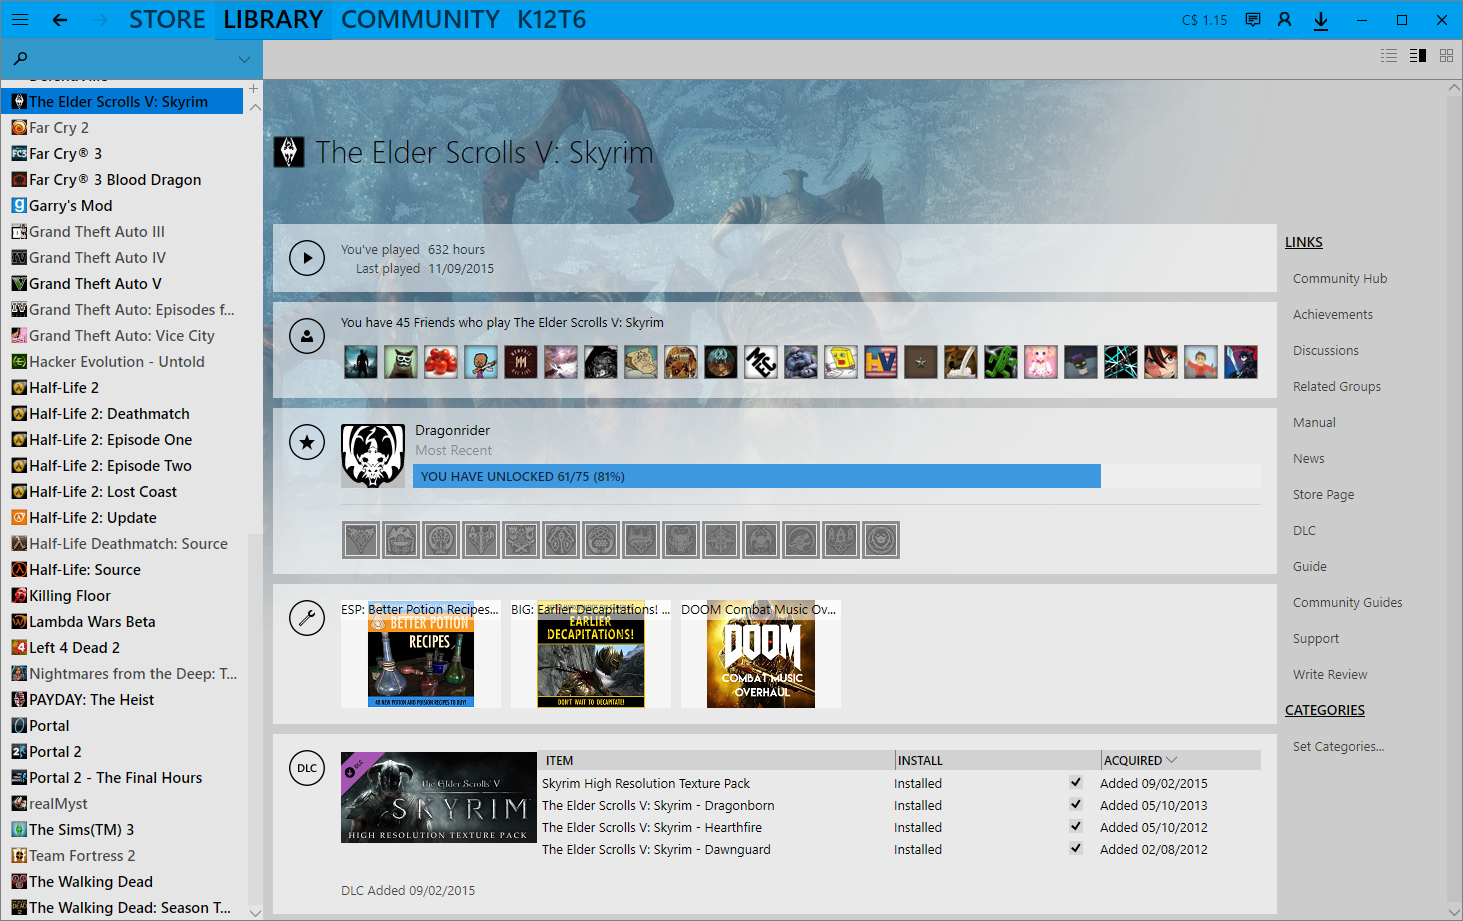 STORE LIBRARY COMMUNITY K12T6
C$ 1.15
The Elder Scrolls V: Skyrim
Far Cry 2
Far Cry® 3
Far Cry® 3 Blood Dragon
Garry's Mod
Grand Theft Auto III
Grand Theft Auto IV
Grand Theft Auto V
Grand Theft Auto: Episodes f...
Grand Theft Auto: Vice City
Hacker Evolution - Untold
Half-Life 2
Half-Life 2: Deathmatch
Half-Life 2: Episode One
Half-Life 2: Episode Two
Half-Life 2: Lost Coast
Half-Life 2: Update
Half-Life Deathmatch: Source
Half-Life: Source
Killing Floor
Lambda Wars Beta
Left 4 Dead 2
Nightmares from the Deep: T...
PAYDAY: The Heist
Portal
Portal 2
Portal 2 - The Final Hours
realMyst
The Sims(TM) 3
Team Fortress 2
The Walking Dead
The Walking Dead: Season T...
The Elder Scrolls V: Skyrim
You've played 632 hours
Last played 11/09/2015
You have 45 Friends who play The Elder Scrolls V: Skyrim
Dragonrider
Most Recent
YOU HAVE UNLOCKED 61/75 (81%)
ESP: Better Potion Recipes...
BETTER POTION
RECIPES
40 NEW POTION AND POISION RECIPES TO BUY!
BIG: Earlier Decapitations! ...
EARLIER
DECAPITATIONS!
DON'T WAIT TO DECAPITATE!
DOOM Combat Music Ov...
DOOM
COMBAT MUSIC
OVERHAUL
DLC
DLC
The Elder Scrolls V
SKYRIM
HIGH RESOLUTION TEXTURE PACK
ITEM INSTALL ACQUIRED
Skyrim High Resolution Texture Pack Installed Added 09/02/2015
The Elder Scrolls V: Skyrim - Dragonborn Installed Added 05/10/2013
The Elder Scrolls V: Skyrim - Hearthfire Installed Added 05/10/2012
The Elder Scrolls V: Skyrim - Dawnguard Installed Added 02/08/2012
DLC Added 09/02/2015
LINKS
Community Hub
Achievements
Discussions
Related Groups
Manual
News
Store Page
DLC
Guide
Community Guides
Support
Write Review
CATEGORIES
Set Categories...